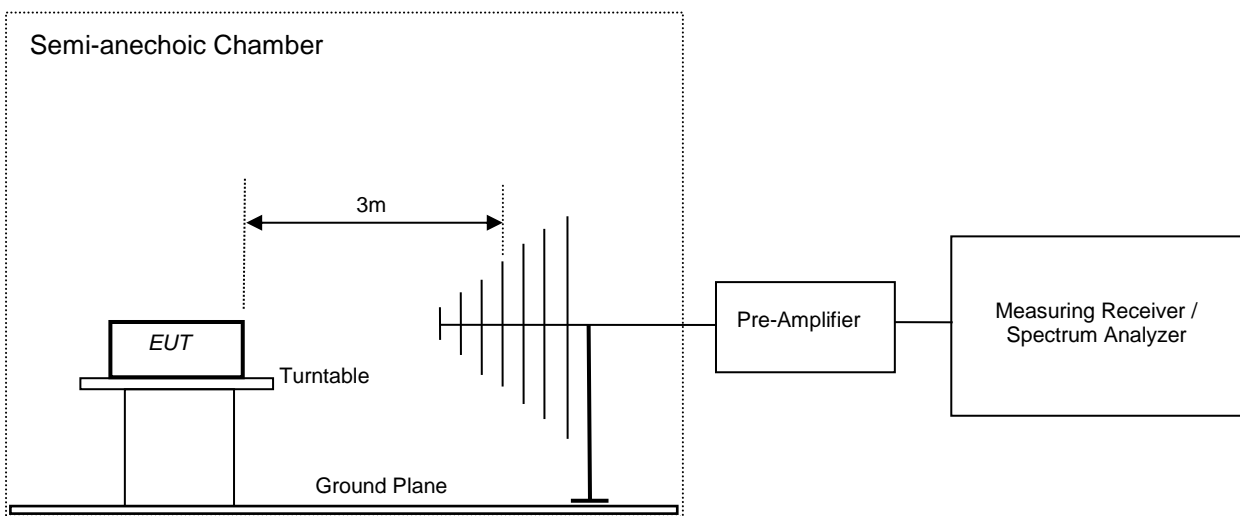 Semi-anechoic Chamber
3m
Pre-Amplifier
Measuring Receiver /
Spectrum Analyzer
EUT
Turntable
Ground Plane